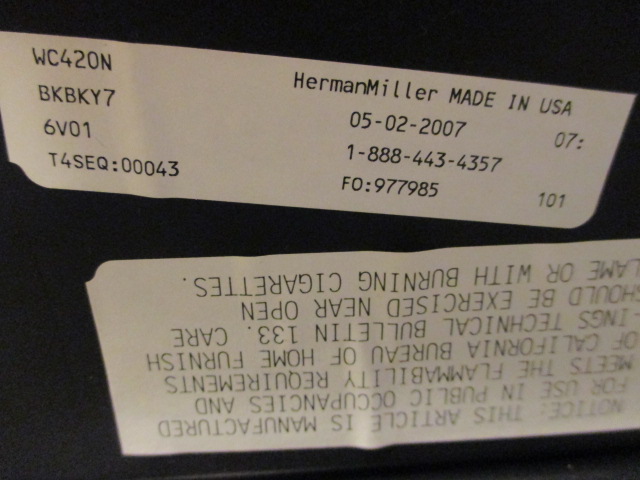 WC420N
BKBKY7
6V01
T4SEQ:00043
HermanMiller MADE IN USA
05-02-2007 07:
1-888-443-4357
FO:977985 101
NOTICE: THIS ARTICLE IS MANUFACTURED
FOR USE IN PUBLIC OCCUPANCIES AND
MEETS THE FLAMMABILITY REQUIREMENTS
OF CALIFORNIA BUREAU OF HOME FURNISH
INGS TECHNICAL BULLETIN 133. CARE
SHOULD BE EXERCISED NEAR OPEN
FLAME OR WITH BURNING CIGARETTES.